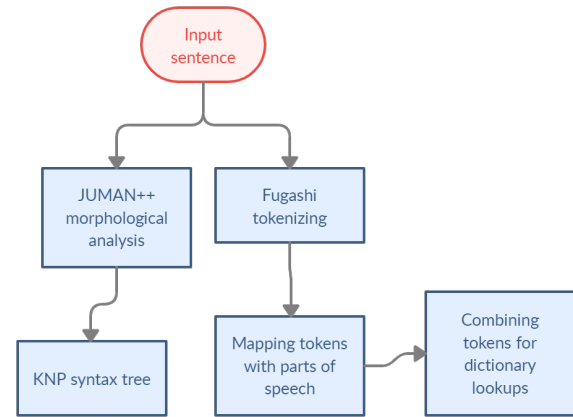 Input
sentence
JUMAN++
morphological
analysis
Fugashi
tokenizing
KNP syntax tree
Mapping tokens
with parts of
speech
Combining
tokens for
dictionary
lookups